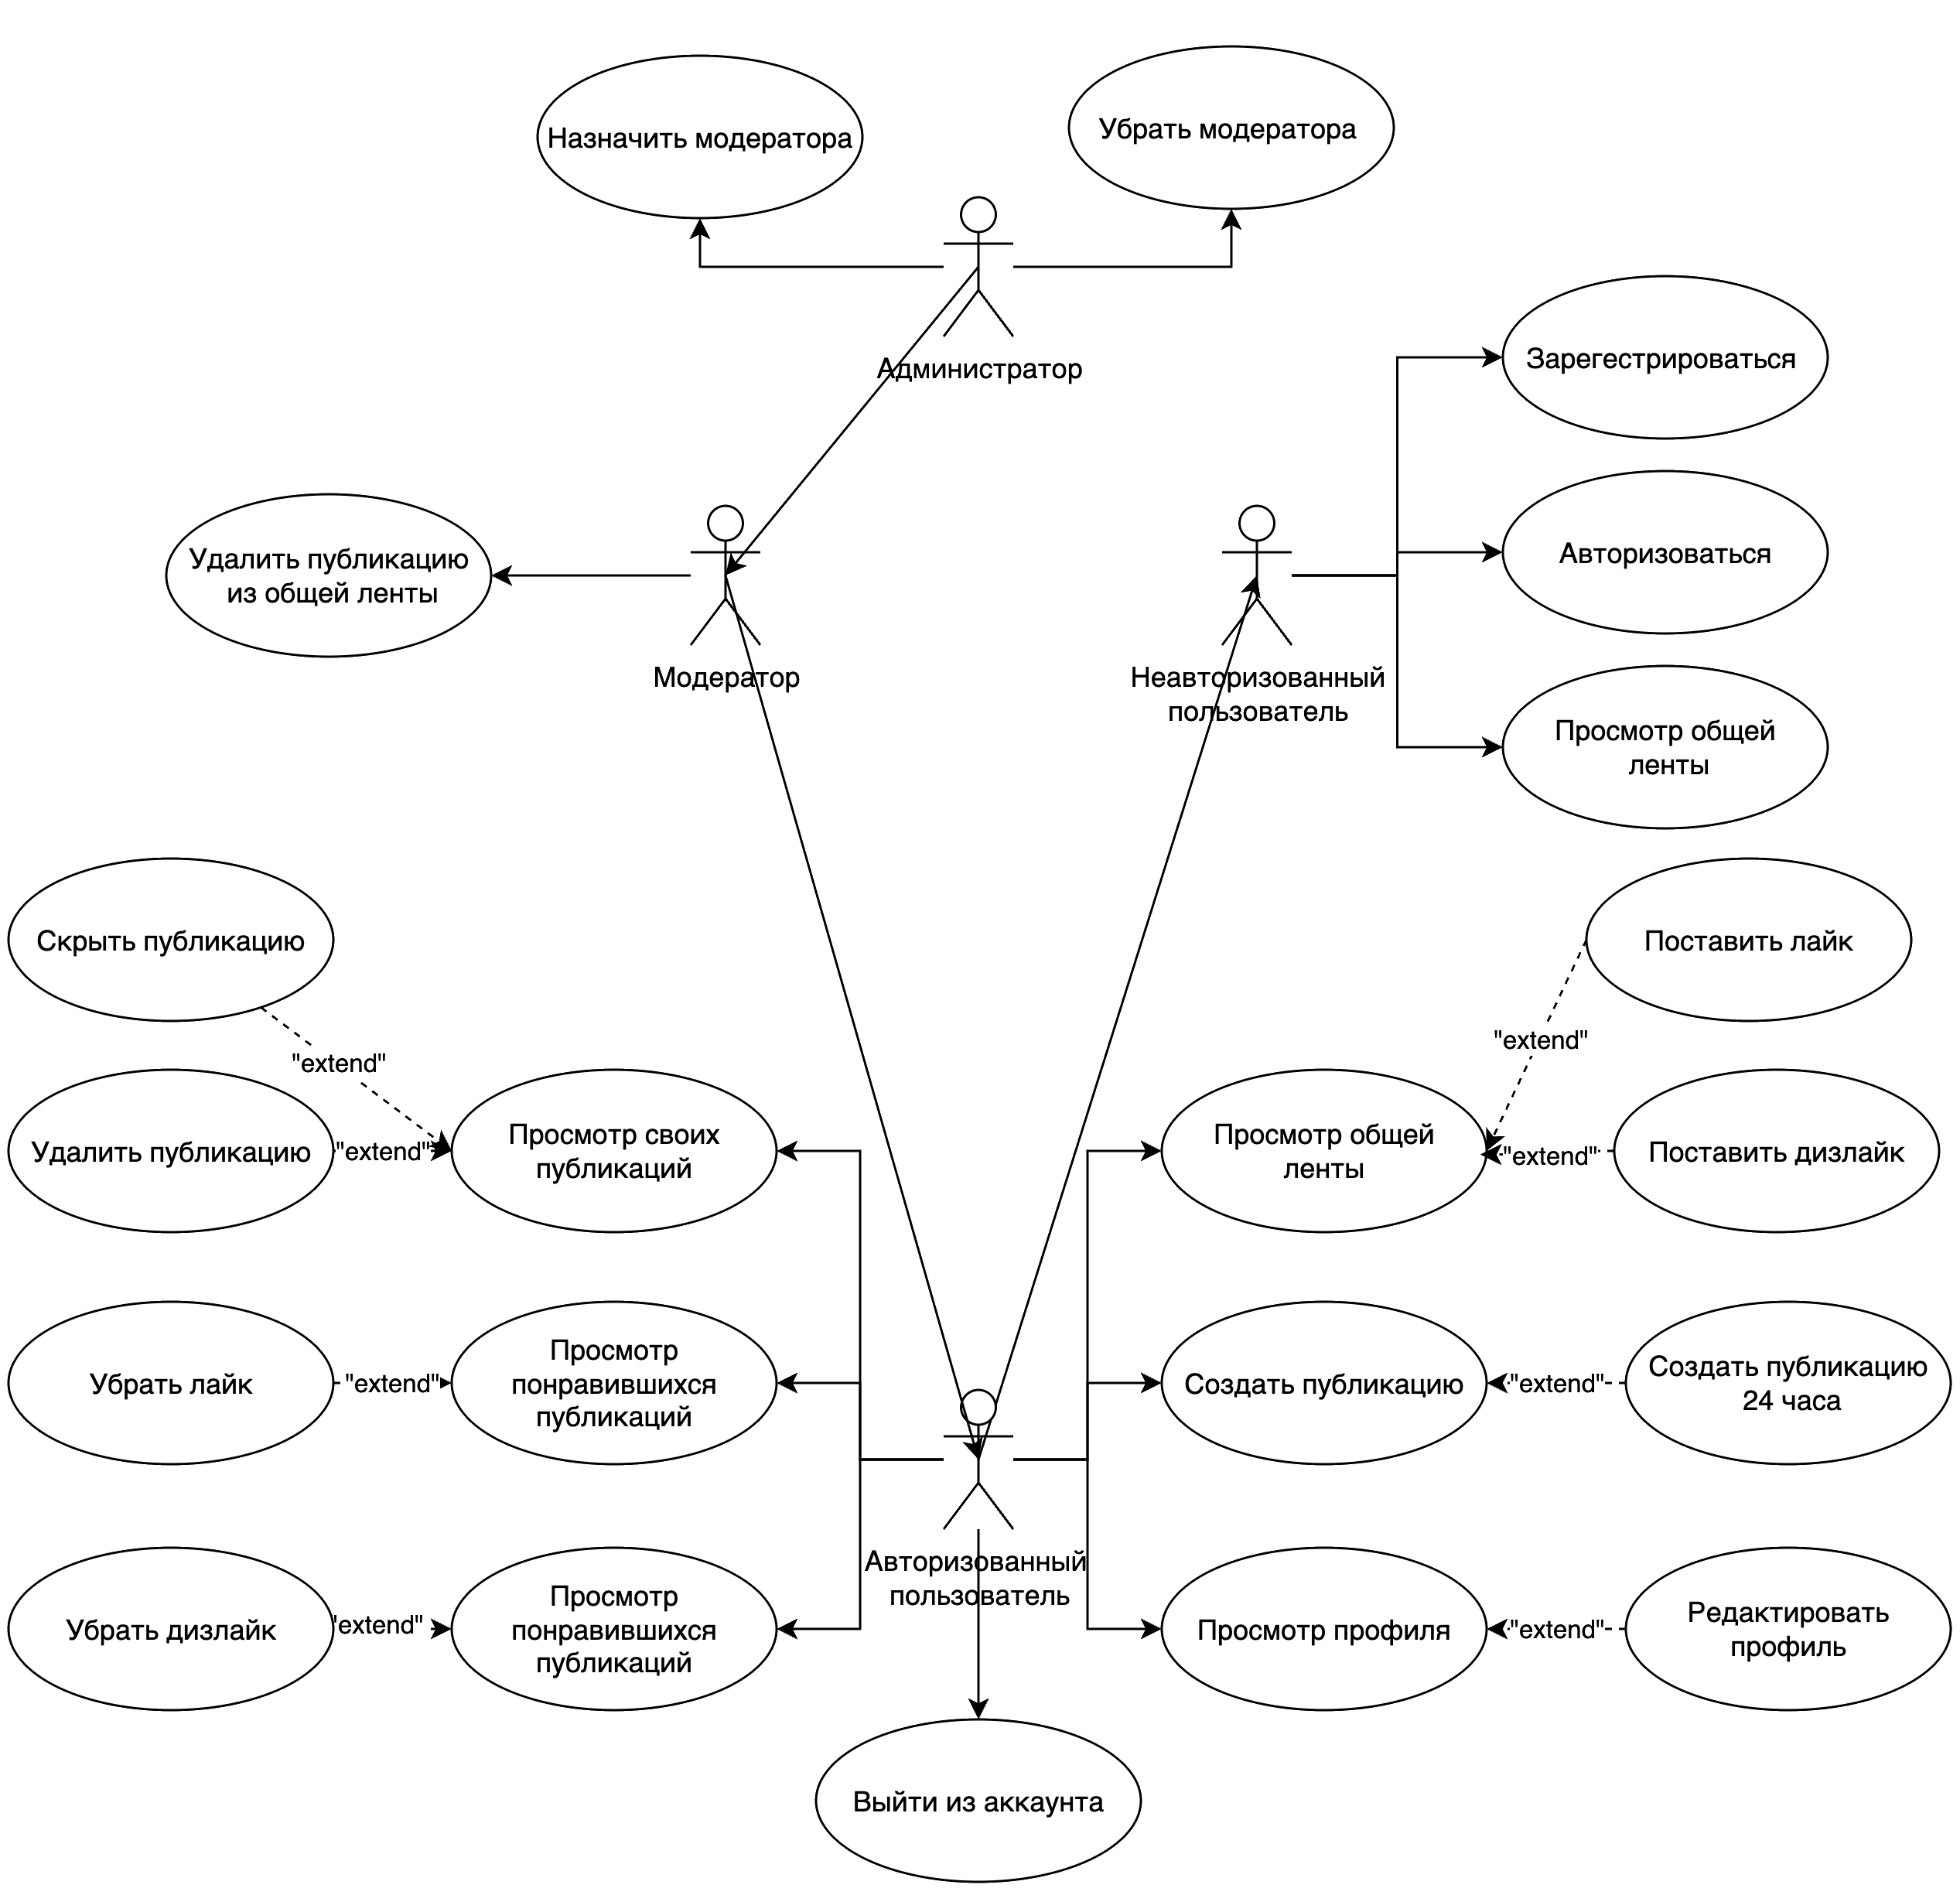 Назначить модератора
Убрать модератора
Администратор
Зарегестрироваться
Удалить публикацию
из общей ленты
Авторизоваться
Модератор
Неавторизованный
пользователь
Просмотр общей
ленты
Скрыть публикацию
Поставить лайк
"extend"
"extend"
Удалить публикацию
"extend"
Просмотр своих
публикаций
Просмотр общей
ленты
"extend"
Поставить дизлайк
Убрать лайк
"extend"
Просмотр
понравившихся
публикаций
Создать публикацию
"extend"
Создать публикацию
24 часа
Убрать дизлайк
"extend"
Просмотр
понравившихся
публикаций
Авторизованный
пользователь
Просмотр профиля
"extend"
Редактировать
профиль
Выйти из аккаунта